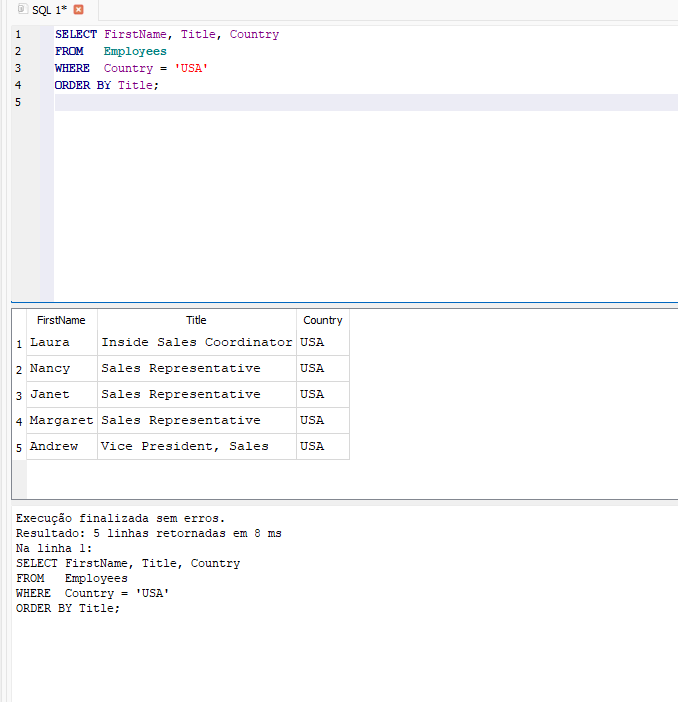 SQL 1*
1 SELECT FirstName, Title, Country
2 FROM   Employees
3 WHERE  Country = 'USA'
4 ORDER BY Title;
5
FirstName Title Country
1 Laura Inside Sales Coordinator USA
2 Nancy Sales Representative USA
3 Janet Sales Representative USA
4 Margaret Sales Representative USA
5 Andrew Vice President, Sales USA
Execução finalizada sem erros.
Resultado: 5 linhas retornadas em 8 ms
Na linha 1:
SELECT FirstName, Title, Country
FROM   Employees
WHERE  Country = 'USA'
ORDER BY Title;